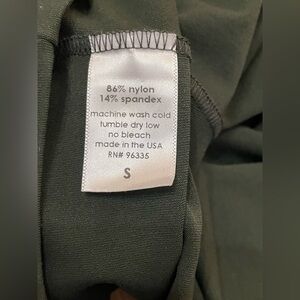 86% nylon
14% spandex
machine wash cold
tumble dry low
no bleach
made in the USA
RN# 96335
S